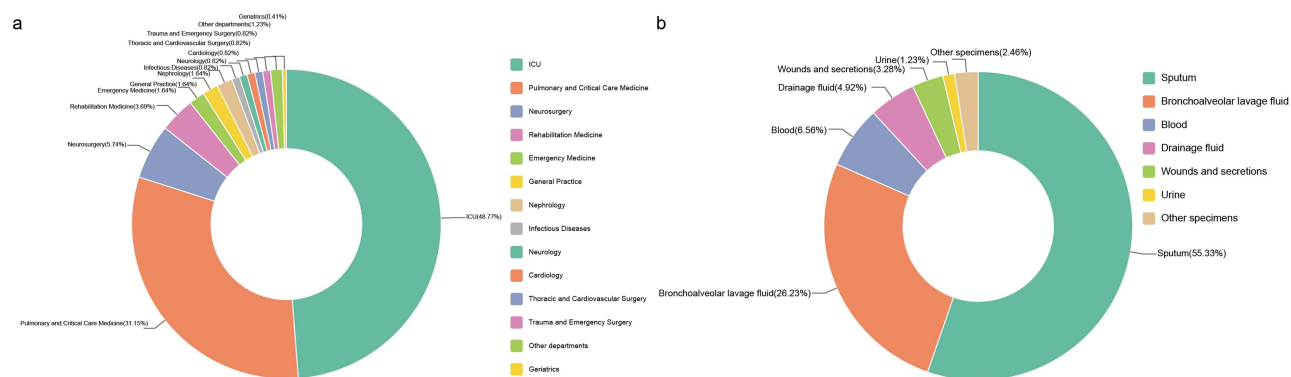 a
Geriatrics(0.41%)
Other departments(1.23%)
Trauma and Emergency Surgery(0.82%)
Thoracic and Cardiovascular Surgery(0.82%)
Cardiology(0.82%)
Neurology(0.82%)
Infectious Diseases(0.82%)
Nephrology(1.64%)
General Practice(1.64%)
Emergency Medicine(1.64%)
Rehabilitation Medicine(3.69%)
Neurosurgery(5.74%)
ICU(48.77%)
Pulmonary and Critical Care Medicine(31.15%)
ICU
Pulmonary and Critical Care Medicine
Neurosurgery
Rehabilitation Medicine
Emergency Medicine
General Practice
Nephrology
Infectious Diseases
Neurology
Cardiology
Thoracic and Cardiovascular Surgery
Trauma and Emergency Surgery
Other departments
Geriatrics
b
Other specimens(2.46%)
Urine(1.23%)
Wounds and secretions(3.28%)
Drainage fluid(4.92%)
Blood(6.56%)
Sputum(55.33%)
Bronchoalveolar lavage fluid(26.23%)
Sputum
Bronchoalveolar lavage fluid
Blood
Drainage fluid
Wounds and secretions
Urine
Other specimens